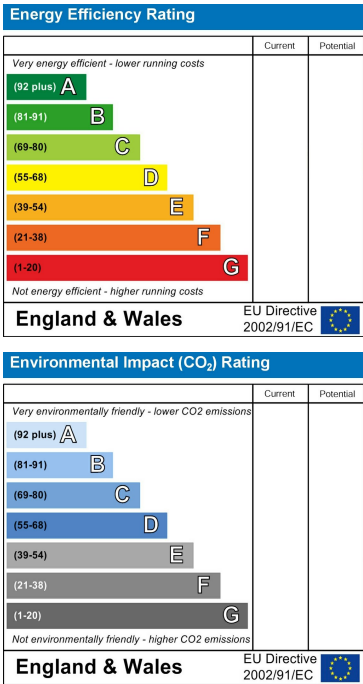 Energy Efficiency Rating
Current Potential
Very energy efficient - lower running costs
(92 plus) A
(81-91) B
(69-80) C
(55-68) D
(39-54) E
(21-38) F
(1-20) G
Not energy efficient - higher running costs
England & Wales
EU Directive
2002/91/EC
Environmental Impact (CO₂) Rating
Current Potential
Very environmentally friendly - lower CO2 emissions
(92 plus) A
(81-91) B
(69-80) C
(55-68) D
(39-54) E
(21-38) F
(1-20) G
Not environmentally friendly - higher CO2 emissions
England & Wales
EU Directive
2002/91/EC